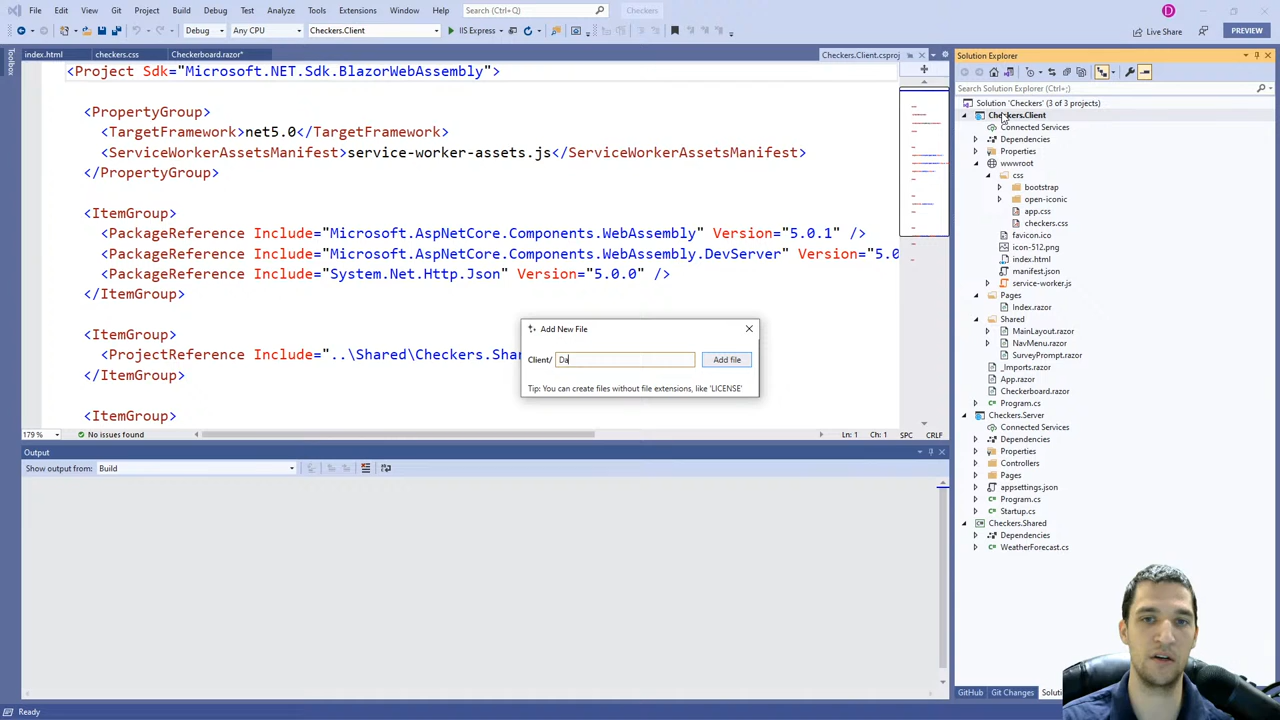 File Edit View Git Project Build Debug Test Analyze Tools Extensions Window Help Search (Ctrl+Q) Checkers D
Debug Any CPU Checkers.Client IIS Express Live Share PREVIEW
index.html checkers.css Checkerboard.razor* Checkers.Client.csproj
Toolbox
<Project Sdk="Microsoft.NET.Sdk.BlazorWebAssembly">
<PropertyGroup>
<TargetFramework>net5.0</TargetFramework>
<ServiceWorkerAssetsManifest>service-worker-assets.js</ServiceWorkerAssetsManifest>
</PropertyGroup>
<ItemGroup>
<PackageReference Include="Microsoft.AspNetCore.Components.WebAssembly" Version="5.0.1" />
<PackageReference Include="Microsoft.AspNetCore.Components.WebAssembly.DevServer" Version="5.0
<PackageReference Include="System.Net.Http.Json" Version="5.0.0" />
</ItemGroup>
<ItemGroup>
<ProjectReference Include="..\Shared\Checkers.Shar
</ItemGroup>
<ItemGroup>
Add New File
Client/ Da Add file
Tip: You can create files without file extensions, like 'LICENSE'
179 % No issues found Ln: 1 Ch: 1 SPC CRLF
Output
Show output from: Build
Ready
Solution Explorer
Search Solution Explorer (Ctrl+;)
Solution 'Checkers' (3 of 3 projects)
Checkers.Client
Connected Services
Dependencies
Properties
wwwroot
css
bootstrap
open-iconic
app.css
checkers.css
favicon.ico
icon-512.png
index.html
manifest.json
service-worker.js
Pages
Index.razor
Shared
MainLayout.razor
NavMenu.razor
SurveyPrompt.razor
_Imports.razor
App.razor
Checkerboard.razor
Program.cs
Checkers.Server
Connected Services
Dependencies
Properties
Controllers
Pages
appsettings.json
Program.cs
Startup.cs
Checkers.Shared
Dependencies
WeatherForecast.cs
GitHub Git Changes Soluti